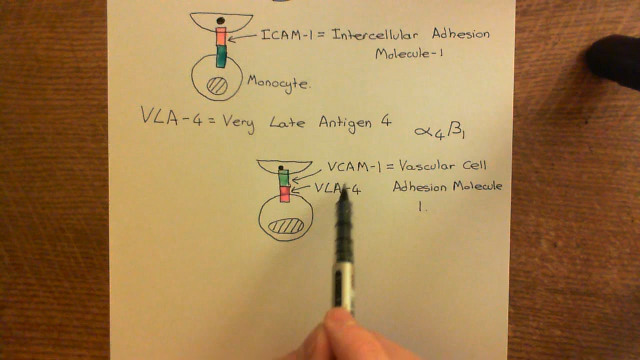 ICAM-1 = Intercellular Adhesion
Molecule-1
Monocyte.
VLA-4 = Very Late Antigen 4 α4β1
VCAM-1 = Vascular Cell
VLA-4 Adhesion Molecule
1.